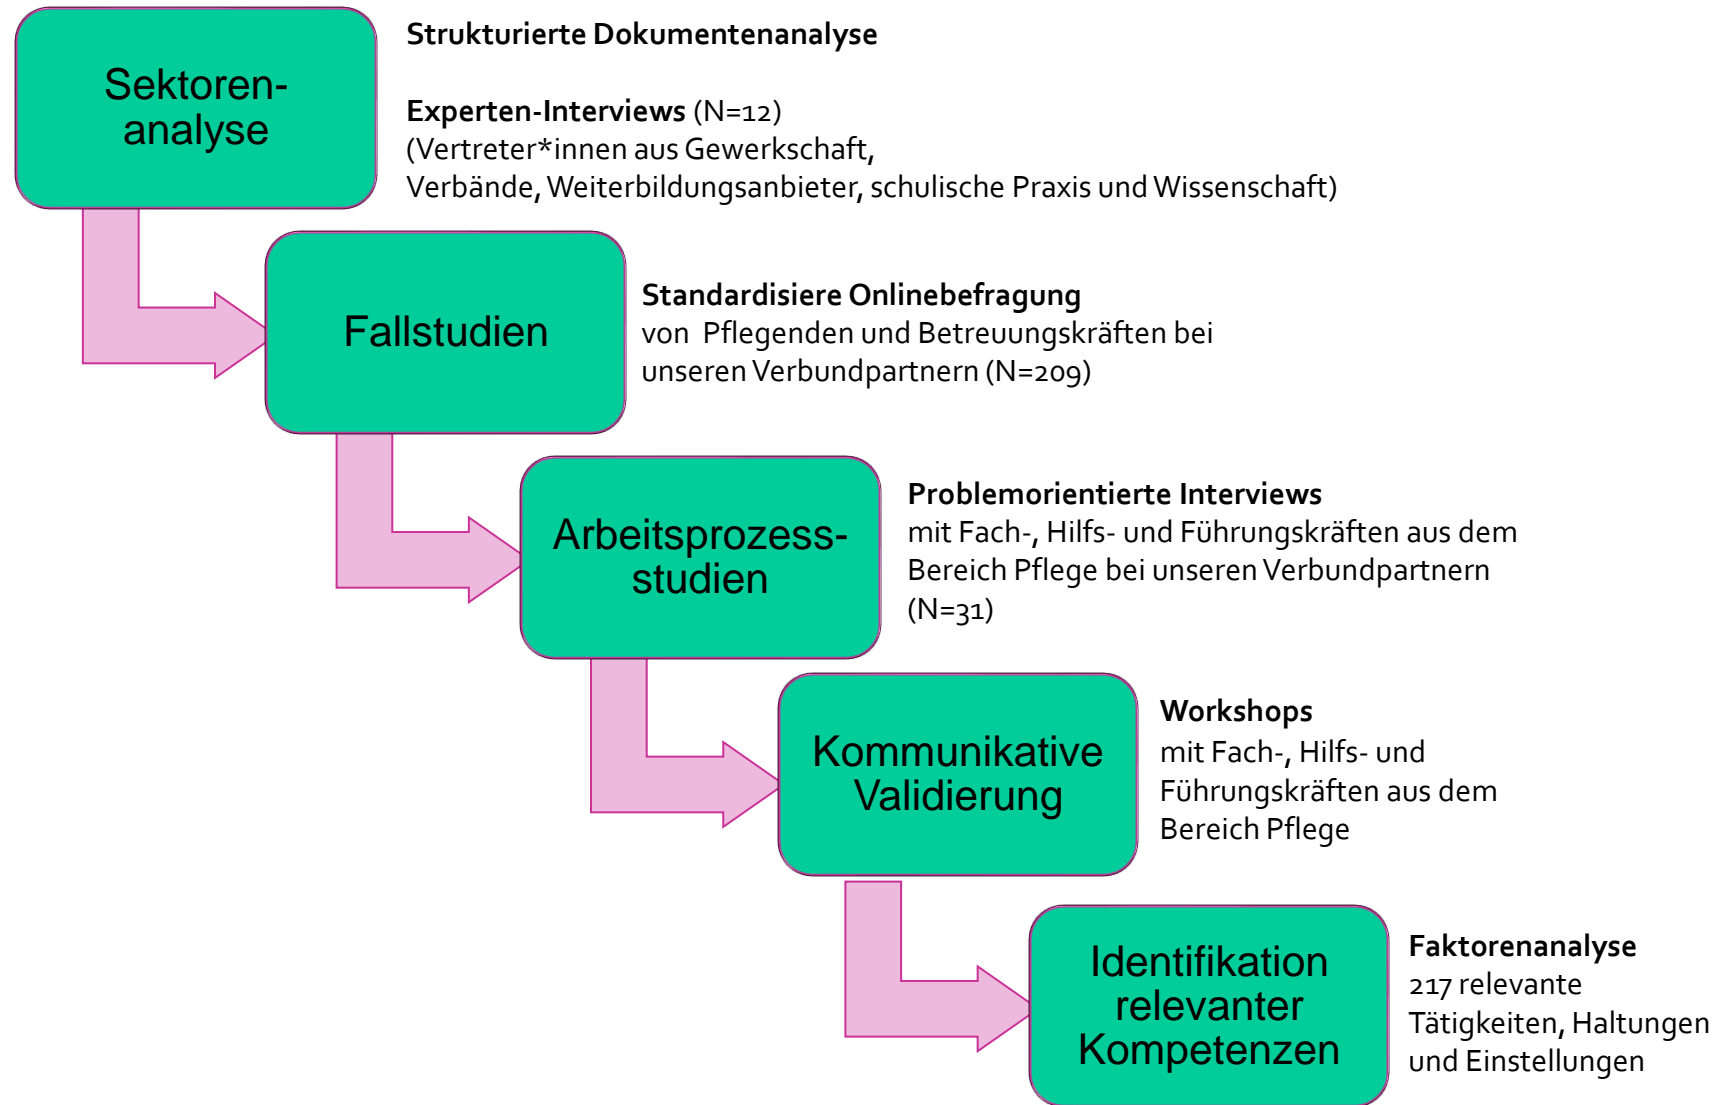 Sektoren-
analyse
Strukturierte Dokumentenanalyse
Experten-Interviews (N=12)
(Vertreter*innen aus Gewerkschaft,
Verbände, Weiterbildungsanbieter, schulische Praxis und Wissenschaft)
Fallstudien
Standardisiere Onlinebefragung
von Pflegenden und Betreuungskräften bei
unseren Verbundpartnern (N=209)
Arbeitsprozess-
studien
Problemorientierte Interviews
mit Fach-, Hilfs- und Führungskräften aus dem
Bereich Pflege bei unseren Verbundpartnern
(N=31)
Kommunikative
Validierung
Workshops
mit Fach-, Hilfs- und
Führungskräften aus dem
Bereich Pflege
Identifikation
relevanter
Kompetenzen
Faktorenanalyse
217 relevante
Tätigkeiten, Haltungen
und Einstellungen